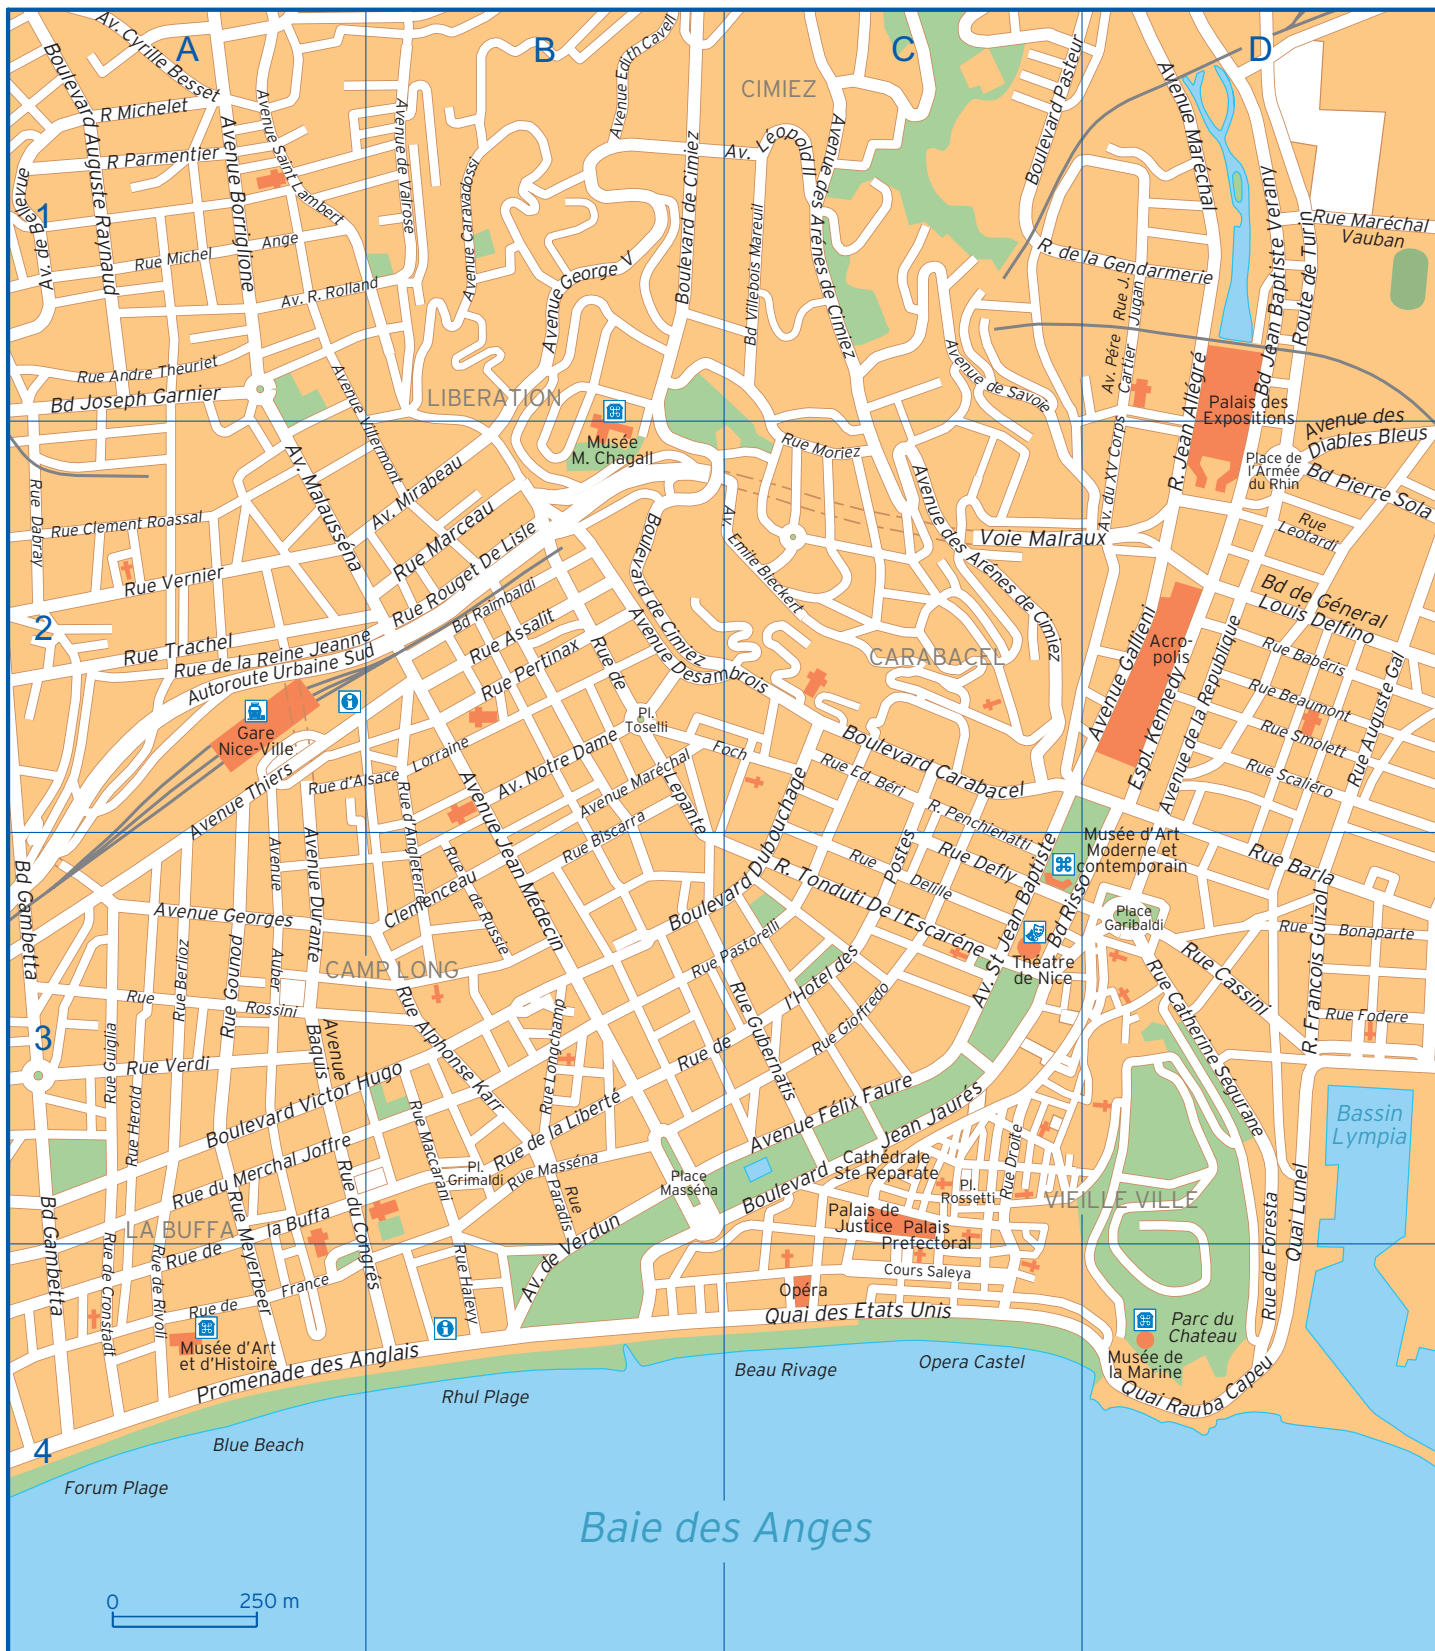 A
B
C
D
1
2
3
4
Av. Cyrille Besset
R Michelet
R Parmentier
Boulevard Auguste Raynaud
Avenue Borriglione
Avenue Saint Lambert
Avenue de Valrose
Av. de Bellevue
Rue Michel
Ange
Av. R. Rolland
Rue Andre Theuriet
Bd Joseph Garnier
Avenue Villermont
Avenue Caravadossi
Avenue George V
Avenue Edith Cavell
Boulevard de Cimiez
LIBERATION
Musée
M. Chagall
CIMIEZ
Av. Léopold II
Avenue des Arénes de Cimiez
Bd Villebois Mareuil
Boulevard Pasteur
Avenue Maréchal
R. de la Gendarmerie
Rue J.
Jugan
Av. Pére
Cartier
Avenue de Savoie
R. Jean Allégré
Palais des
Expositions
Bd Jean Baptiste Verany
Route de Turin
Rue Maréchal
Vauban
Avenue des
Diables Bleus
Place de
l'Armée
du Rhin
Bd Pierre Sola
Rue
Leotardi
Rue Moriez
Avenue des Arénes de Cimiez
Av. du XV Corps
Voie Malraux
Av.
Emile Bleckert
Boulevard de Cimiez
Avenue Desambrois
Rue Dabray
Rue Clement Roassal
Av. Malausséna
Av. Mirabeau
Rue Marceau
Rue Rouget De Lisle
Rue Vernier
Rue Trachel
Rue de la Reine Jeanne
Autoroute Urbaine Sud
Bd Raimbaldi
Rue Assalit
Rue Pertinax
Rue de
Lepante
Gare
Nice-Ville
Avenue Thiers
Rue d'Alsace
Lorraine
Av. Notre Dame
Pl.
Toselli
Avenue Maréchal
Foch
Rue Biscarra
CARABACEL
Boulevard Carabacel
Rue Ed. Béri
R. Penchienatti
Avenue Gallieni
Acro-
polis
Espl. Kennedy
Avenue de la Republique
Bd de Géneral
Louis Delfino
Rue Baberis
Rue Beaumont
Rue Smolett
Rue Scaliéro
Rue Auguste Gal
Bd Gambetta
Avenue Georges
Clemenceau
Avenue
Auber
Avenue Durante
Rue d'Angleterre
Rue
de Russie
Avenue Jean Médecin
Boulevard Dubouchage
R. Tonduti De l'Escaréne
Rue
Delille
Postes
Rue Defly
Av. St Jean Baptiste
Musée d'Art
Moderne et
contemporain
Bd Risso
Place
Garibaldi
Rue Barla
Rue
Bonaparte
Théatre
de Nice
CAMP LONG
Rue Berlioz
Rue Gounod
Rue
Rossini
Rue Guiglia
Rue Verdi
Avenue
Baquis
Rue Alphonse Karr
Rue Longchamp
Rue Pastorelli
l'Hotel des
Rue de
Rue Gioffredo
Rue Gubernatis
Rue Cassini
Rue Catherine Ségurane
R. François Guizol
Rue Fodere
Rue Herold
Boulevard Victor Hugo
Rue du Merchal Joffre
Rue Maccarani
Pl.
Grimaldi
Rue de la Liberté
Rue Masséna
Rue
Paradis
Place
Masséna
Avenue Félix Faure
Boulevard
Jean Jaurés
Cathédrale
Ste Reparate
Pl.
Rossetti
Rue Droite
Bassin
Lympia
VIEILLE VILLE
Palais de
Justice
Palais
Prefectoral
LA BUFFA
Bd Gambetta
Rue de
la Buffa
Rue Meyerbeer
Rue du Congrés
Rue de
France
Rue de Cronstadt
Rue de Rivoli
Rue Halevy
Av. de Verdun
Opéra
Cours Saleya
Quai des Etats Unis
Quai Lunel
Rue de Foresta
Parc du
Chateau
Musée de
la Marine
Quai Rauba Capeu
Musée d'Art
et d'Histoire
Promenade des Anglais
Beau Rivage
Opera Castel
Rhul Plage
Blue Beach
Forum Plage
Baie des Anges
0
250 m